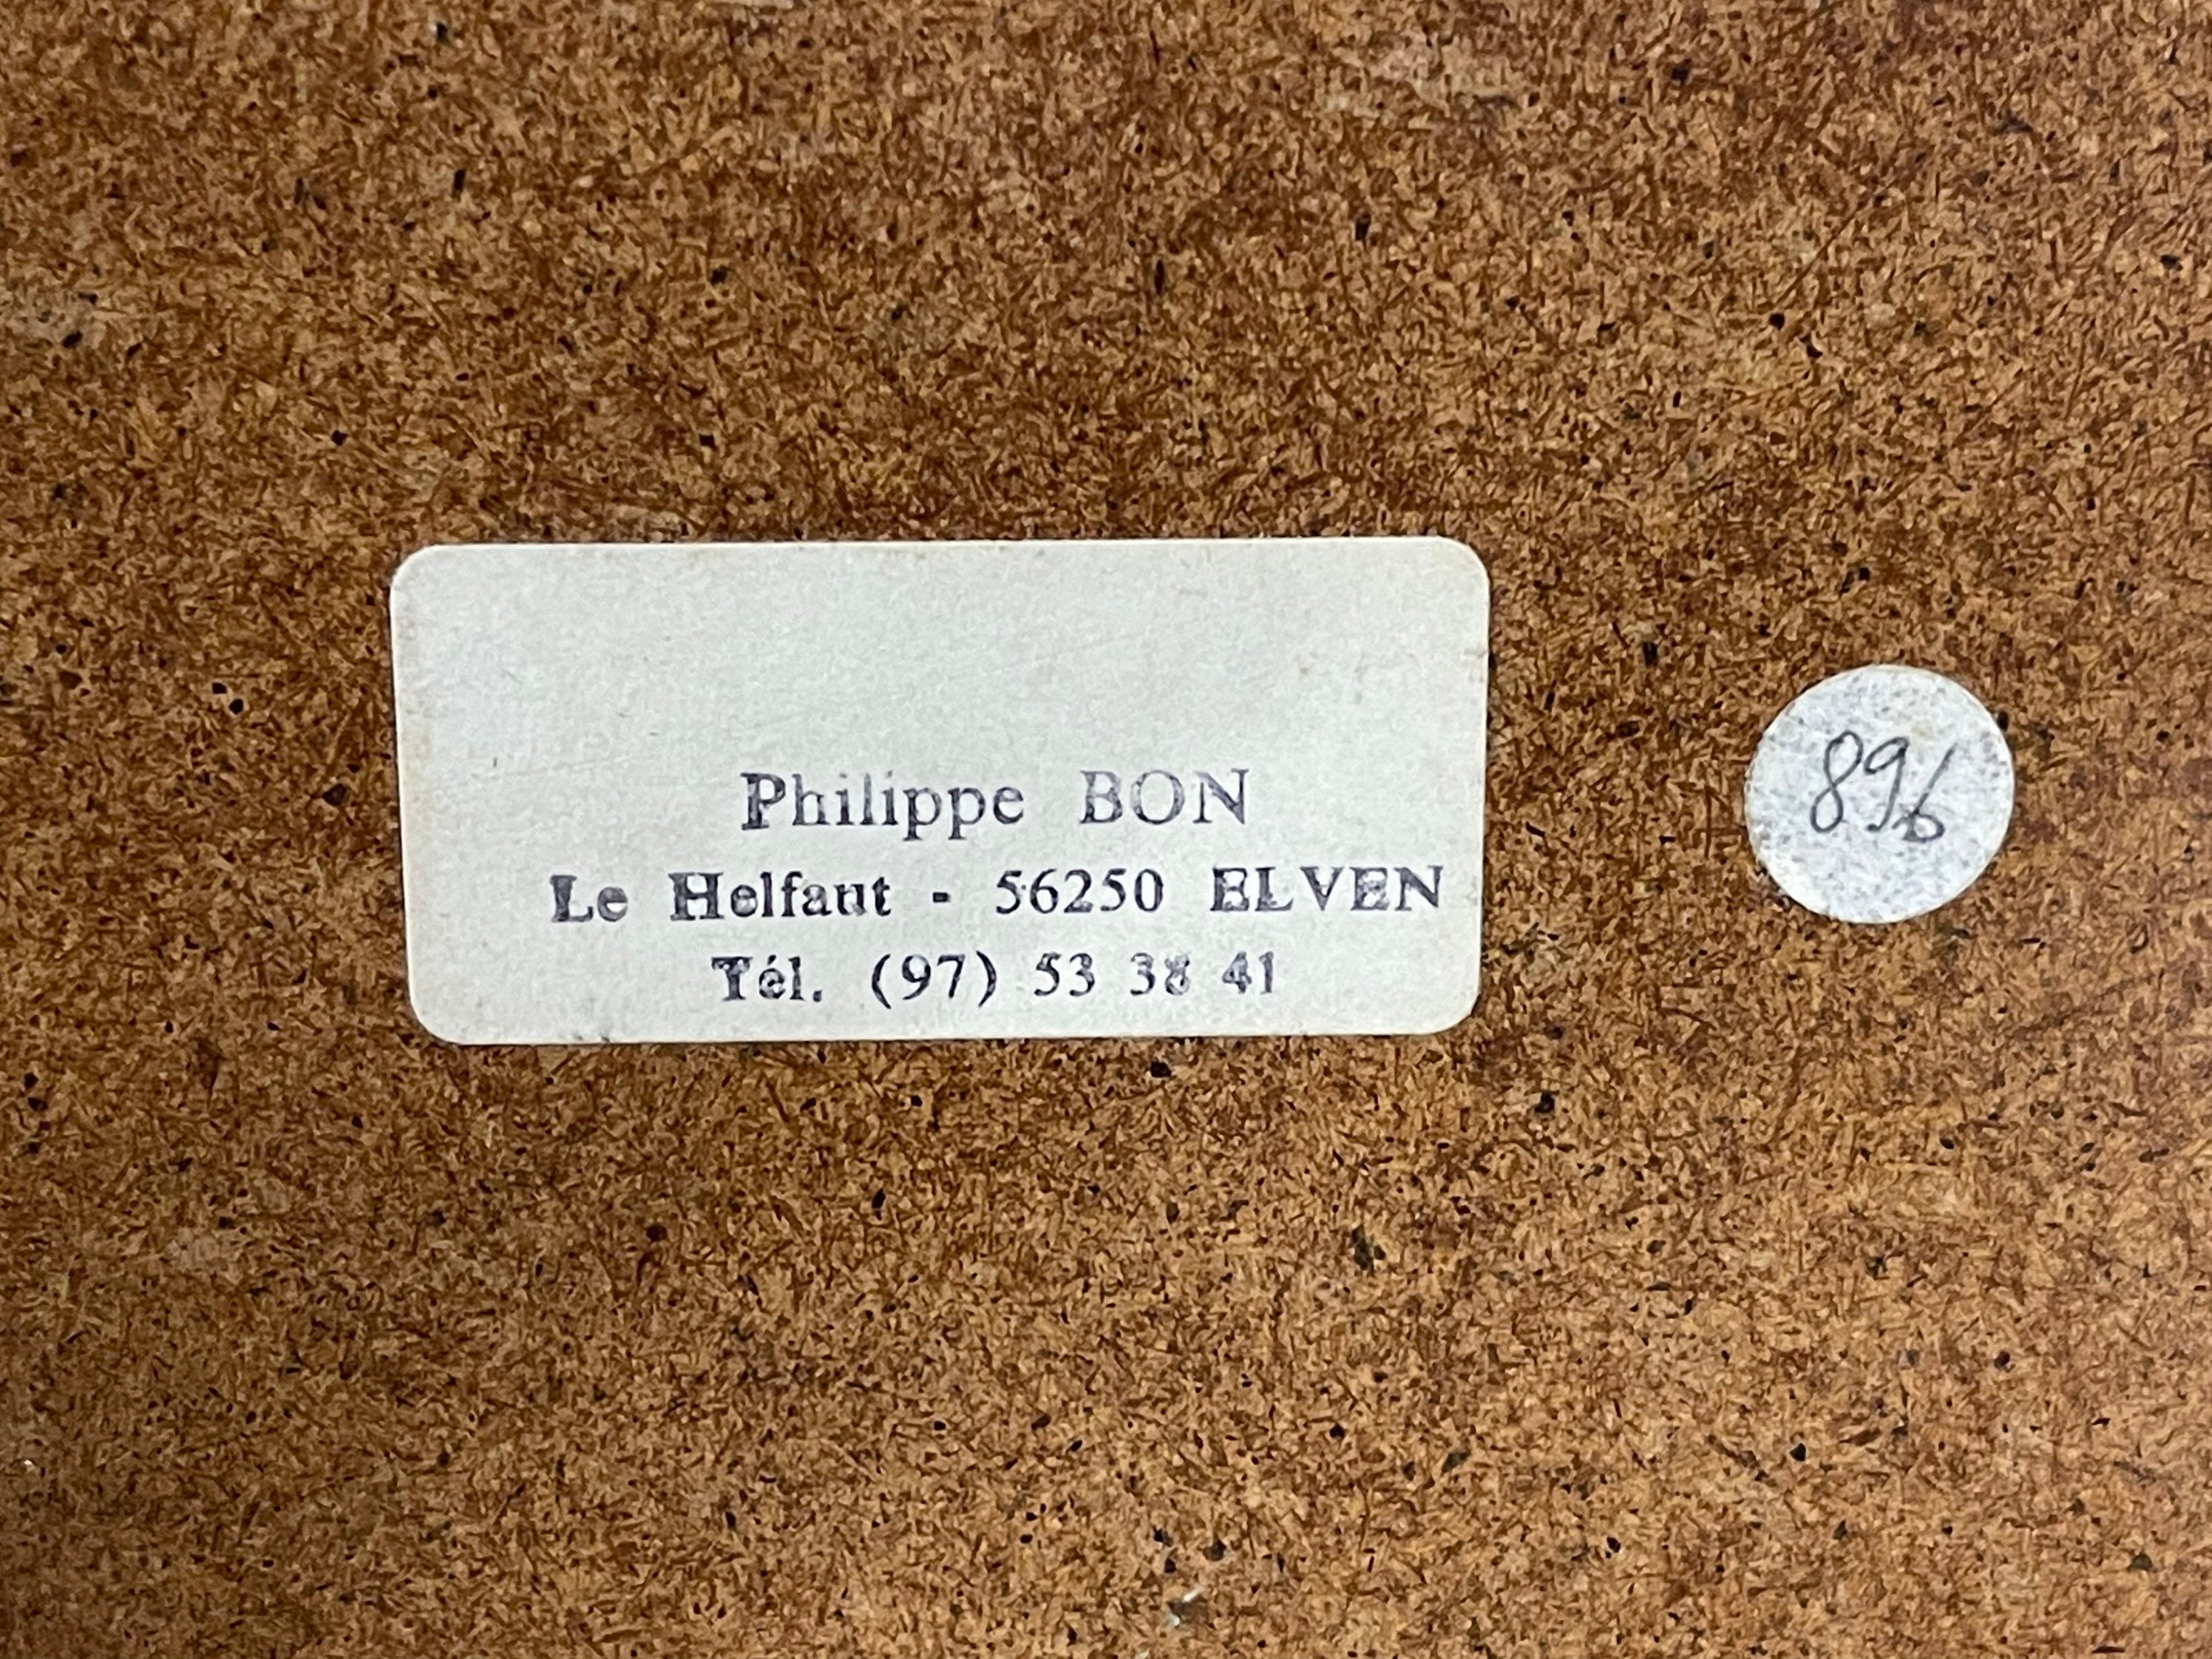 Philippe BON
Le Helfaut - 56250 ELVEN
Tél. (97) 53 38 41
896